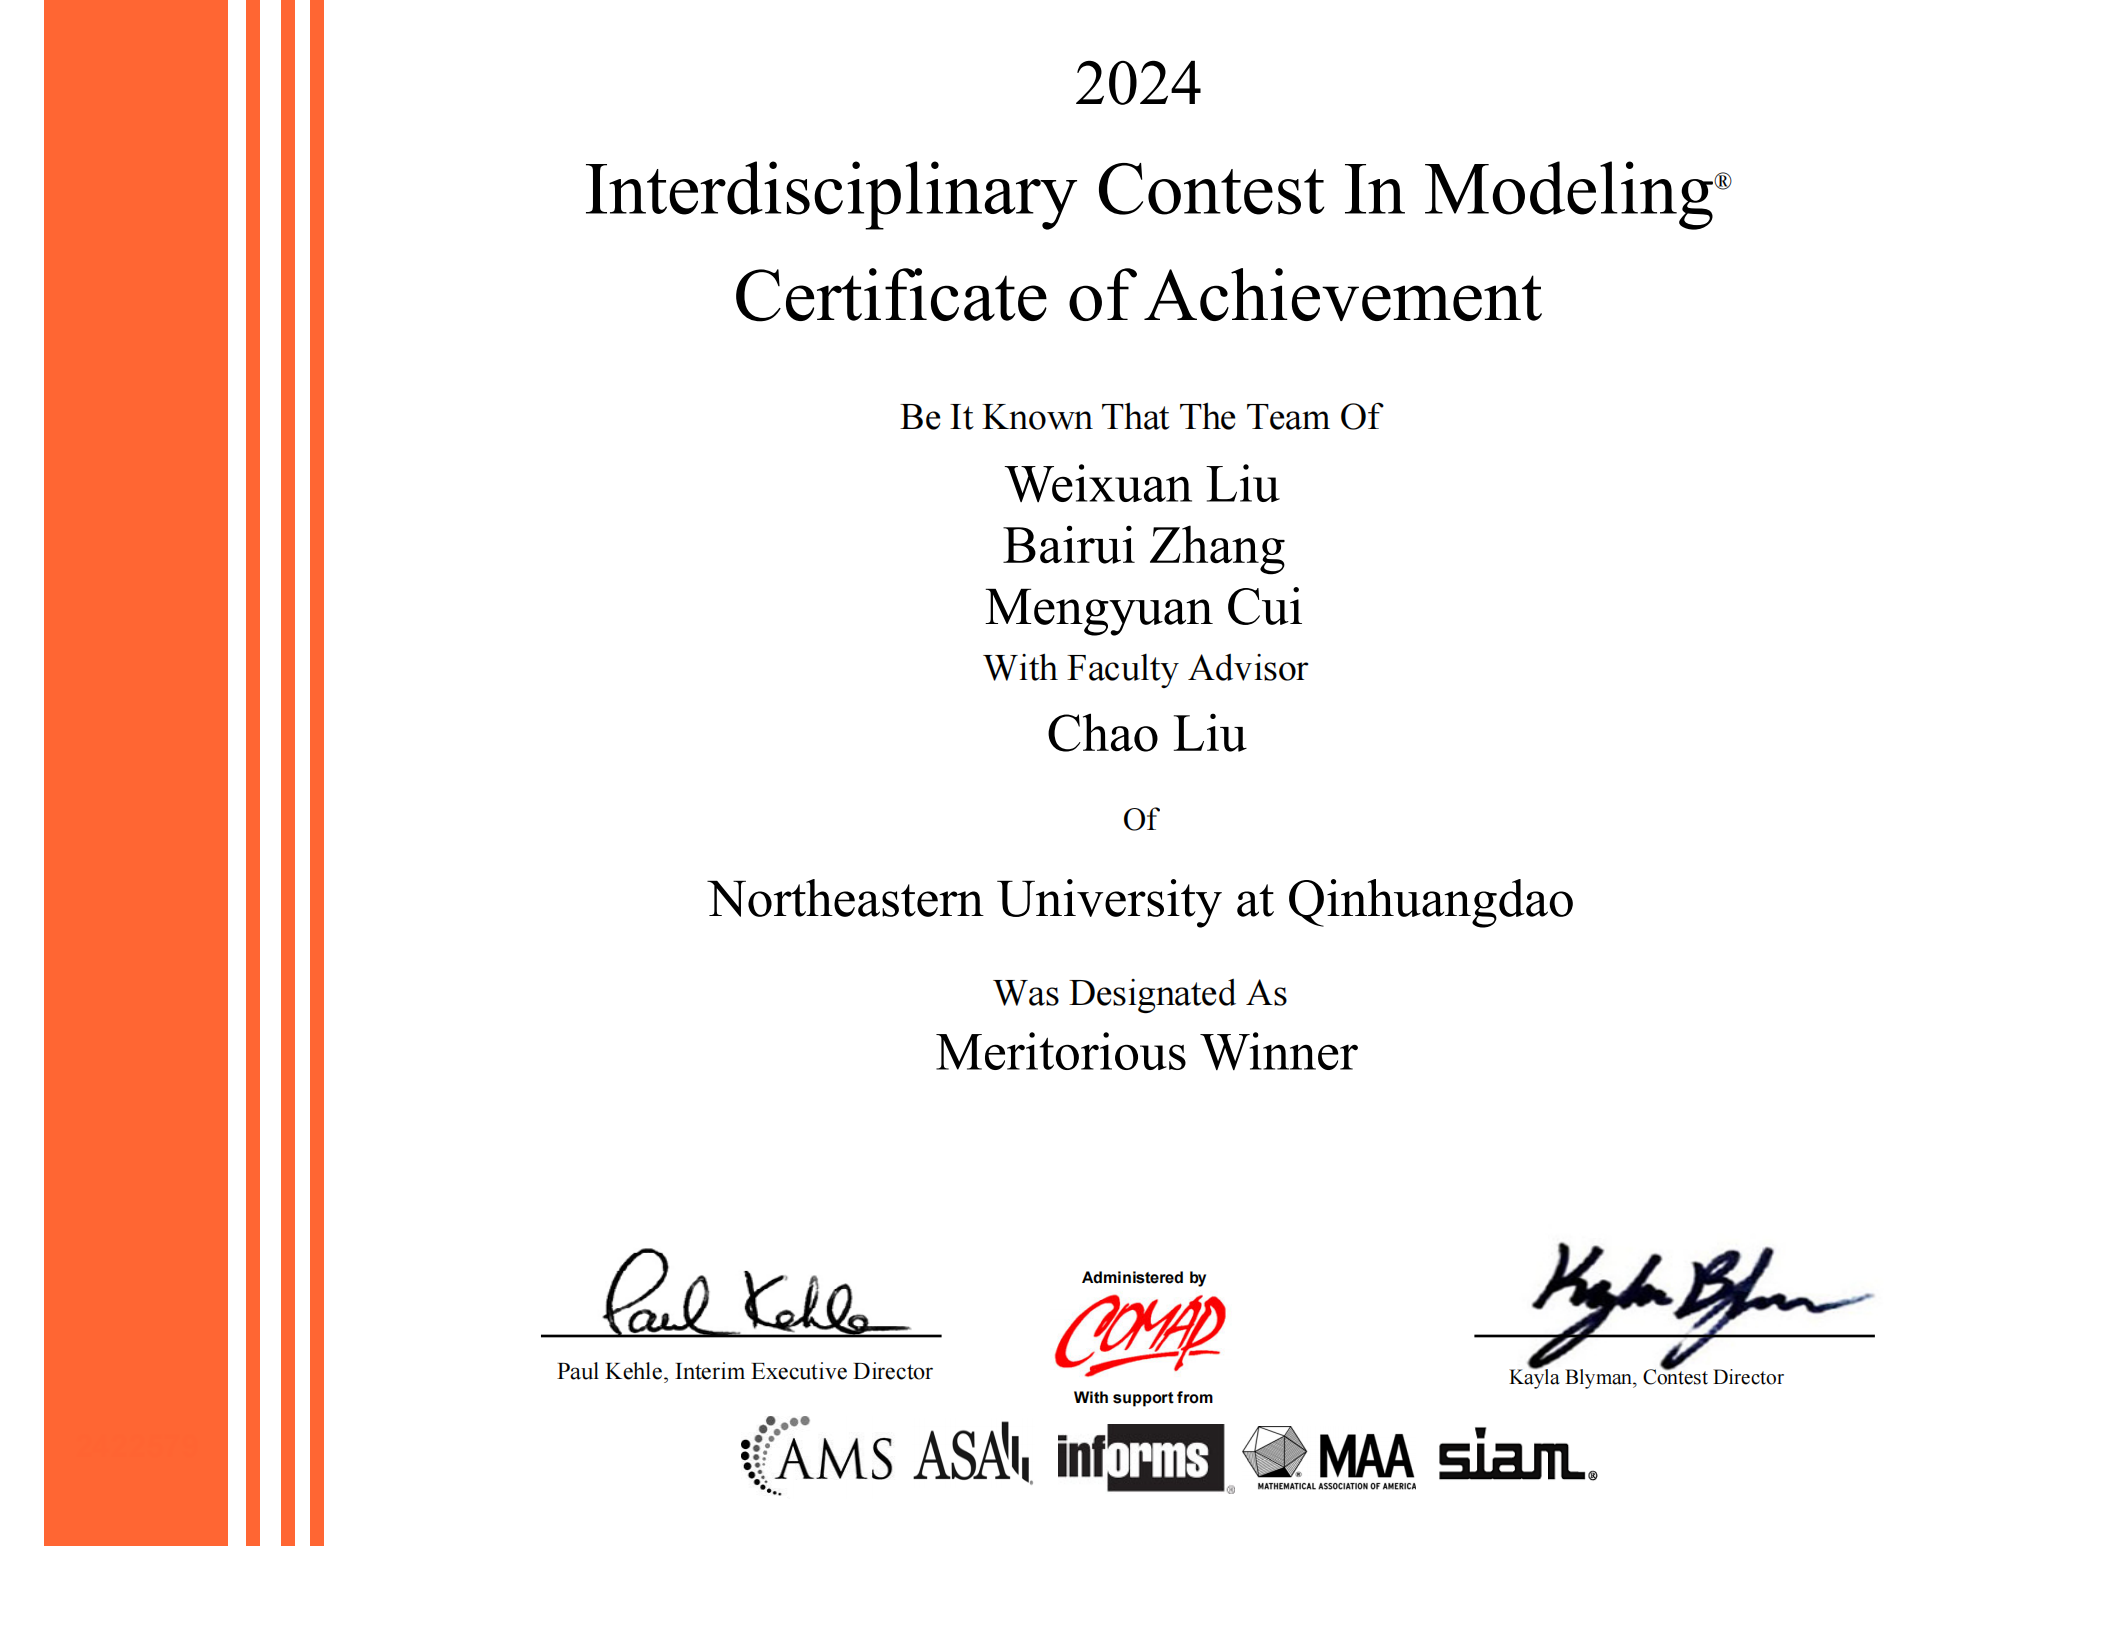 2024
Interdisciplinary Contest In Modeling®
Certificate of Achievement
Be It Known That The Team Of
Weixuan Liu
Bairui Zhang
Mengyuan Cui
With Faculty Advisor
Chao Liu
Of
Northeastern University at Qinhuangdao
Was Designated As
Meritorious Winner
Paul Kehle
Kayla Blyman
Paul Kehle, Interim Executive Director
Kayla Blyman, Contest Director
Administered by
COMAP
With support from
AMS ASA informs® MAA siam®
MATHEMATICAL ASSOCIATION OF AMERICA